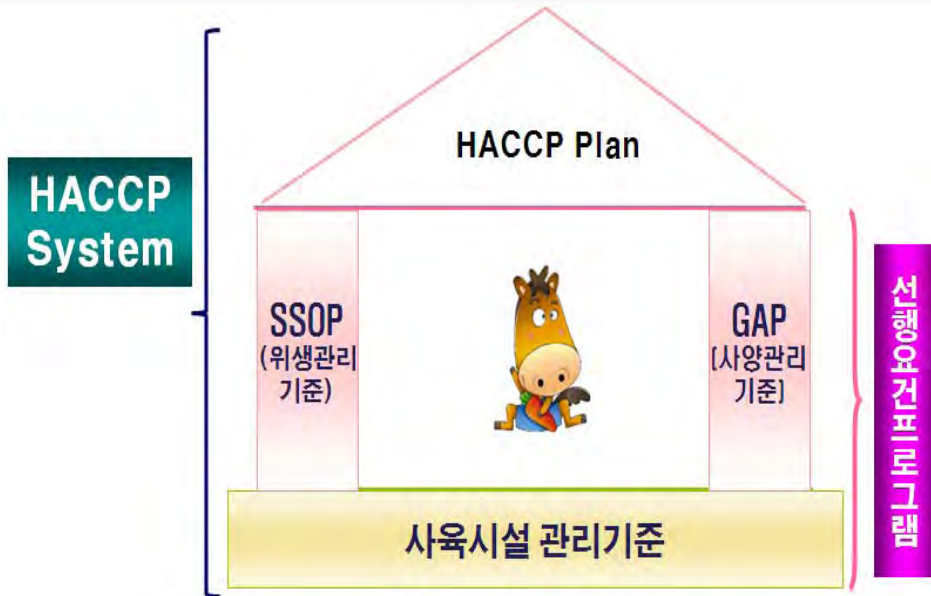 HACCP Plan
HACCP
System
SSOP
(위생관리
기준)
GAP
[사양관리
기준]
선행요건프로그램
사육시설 관리기준